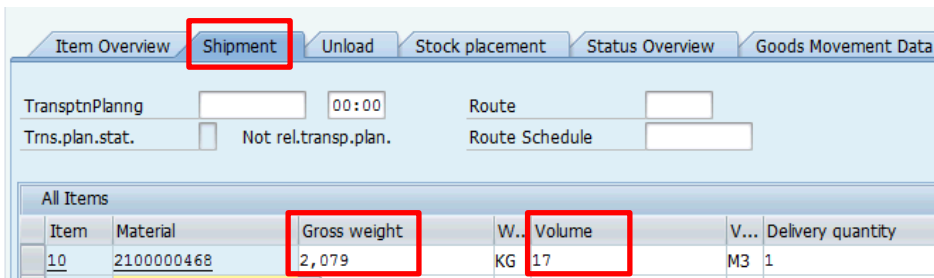 Item Overview Shipment Unload Stock placement Status Overview Goods Movement Data
TransptnPlanng 00:00 Route
Trns.plan.stat. Not rel.transp.plan. Route Schedule
All Items
Item Material Gross weight W.. Volume V... Delivery quantity
10 2100000468 2,079 KG 17 M3 1